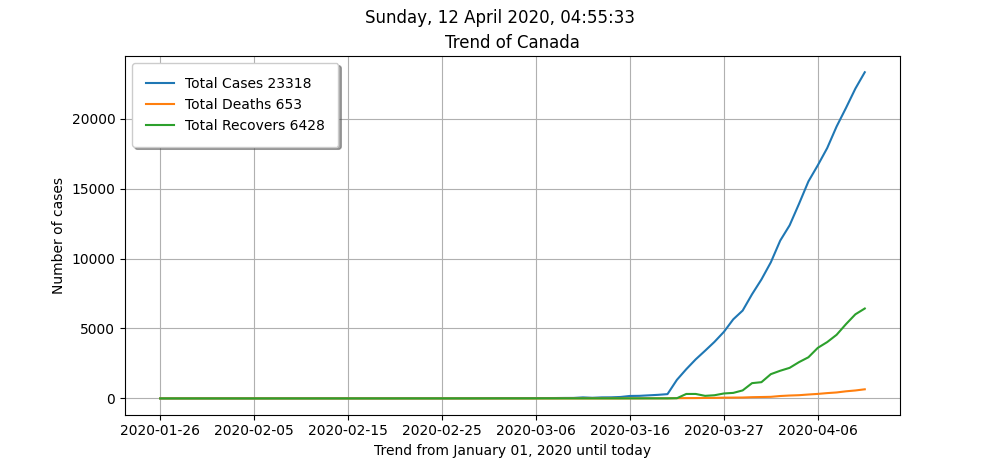 Sunday, 12 April 2020, 04:55:33
Trend of Canada
Total Cases 23318
Total Deaths 653
Total Recovers 6428
Number of cases
20000
15000
10000
5000
0
2020-01-26 2020-02-05 2020-02-15 2020-02-25 2020-03-06 2020-03-16 2020-03-27 2020-04-06
Trend from January 01, 2020 until today